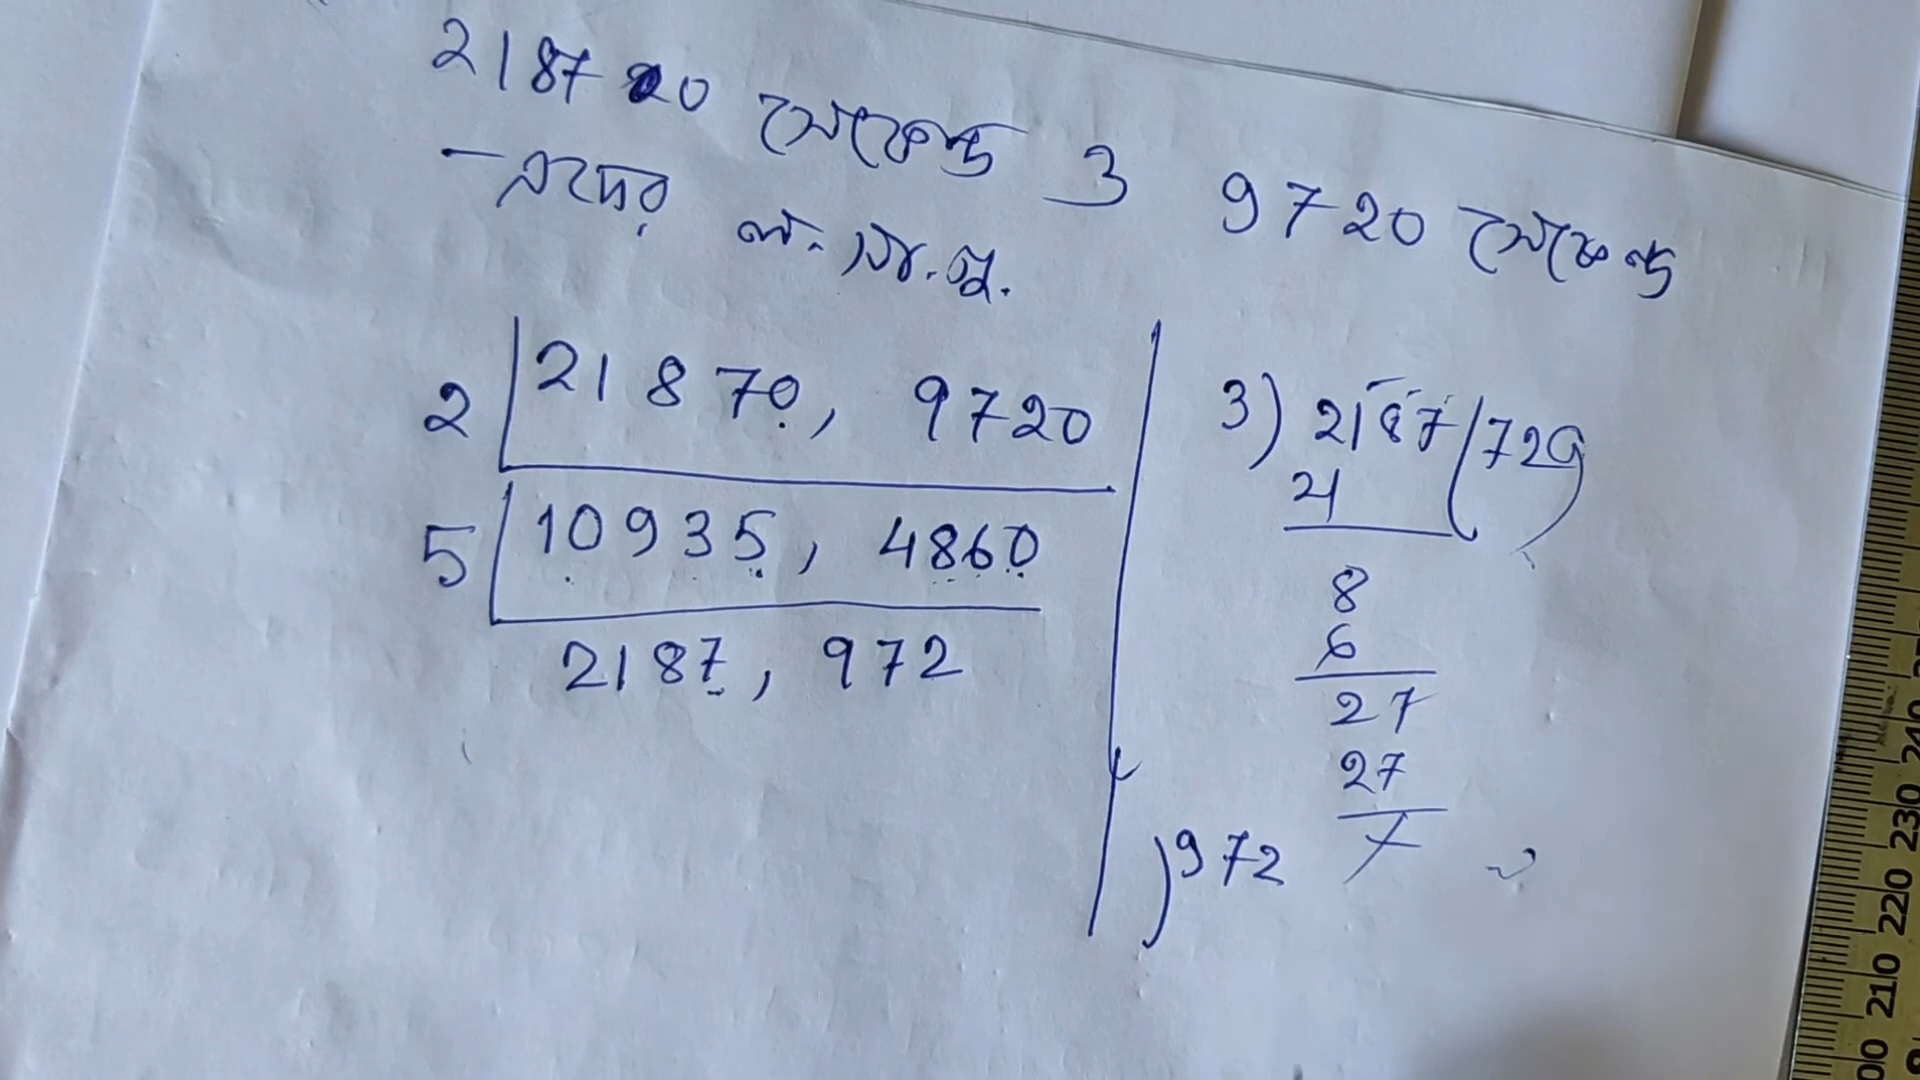 21870 সেকেন্ড ও 9720 সেকেন্ড
-এদের ল. সা. গু.
2 | 21870, 9720
5 | 10935, 4860
2187, 972
3) 2187 (729
21
8
6
27
27
)972